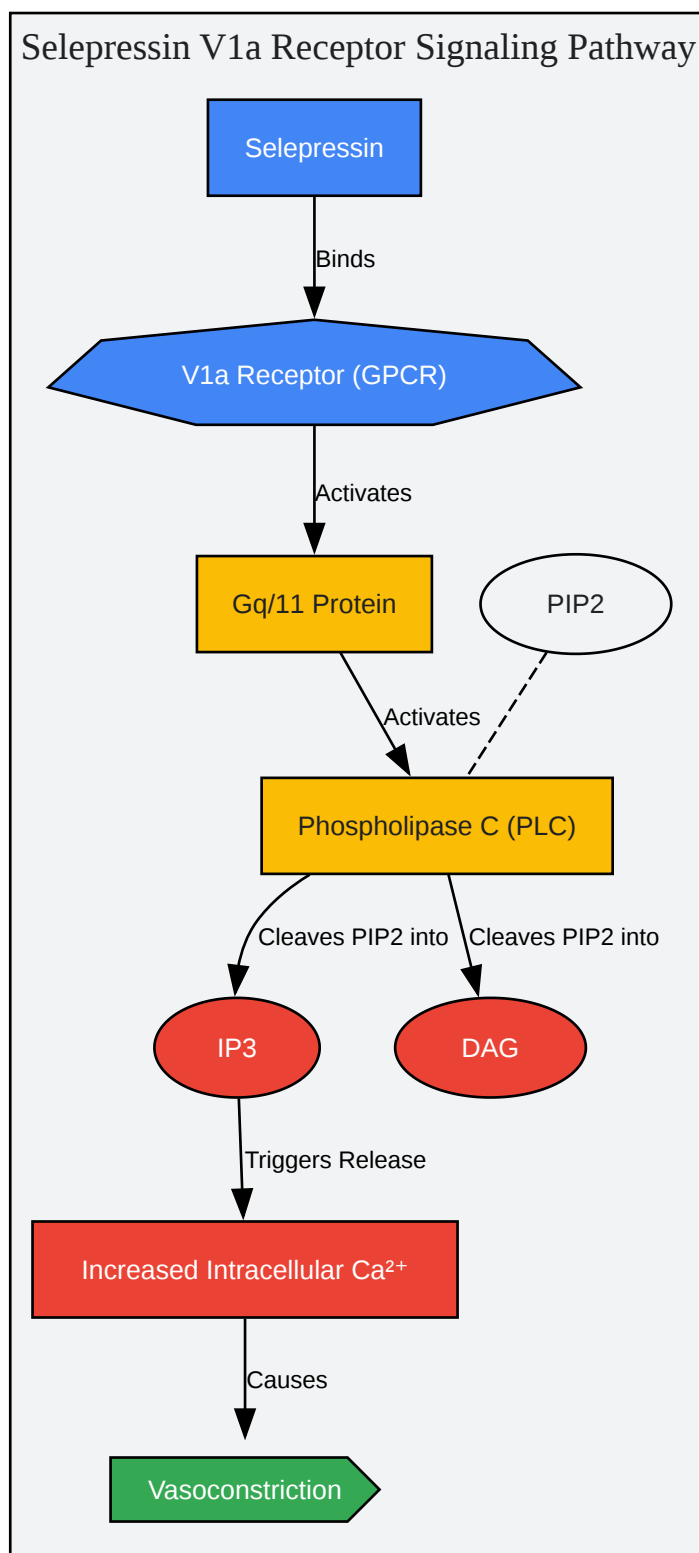 Selepressin V1a Receptor Signaling Pathway
Selepressin
Binds
V1a Receptor (GPCR)
Activates
Gq/11 Protein
PIP2
Activates
Phospholipase C (PLC)
Cleaves PIP2 into
Cleaves PIP2 into
IP3
DAG
Triggers Release
Increased Intracellular Ca²⁺
Causes
Vasoconstriction